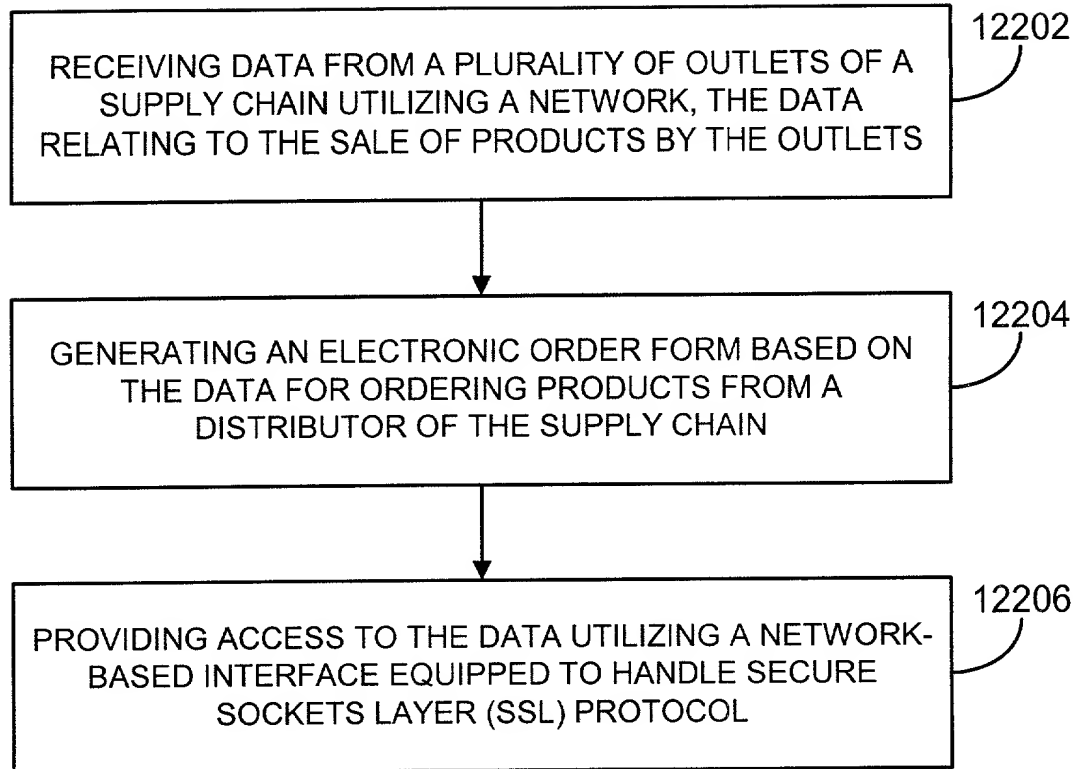 12202
RECEIVING DATA FROM A PLURALITY OF OUTLETS OF A
SUPPLY CHAIN UTILIZING A NETWORK, THE DATA
RELATING TO THE SALE OF PRODUCTS BY THE OUTLETS
12204
GENERATING AN ELECTRONIC ORDER FORM BASED ON
THE DATA FOR ORDERING PRODUCTS FROM A
DISTRIBUTOR OF THE SUPPLY CHAIN
12206
PROVIDING ACCESS TO THE DATA UTILIZING A NETWORK-
BASED INTERFACE EQUIPPED TO HANDLE SECURE
SOCKETS LAYER (SSL) PROTOCOL